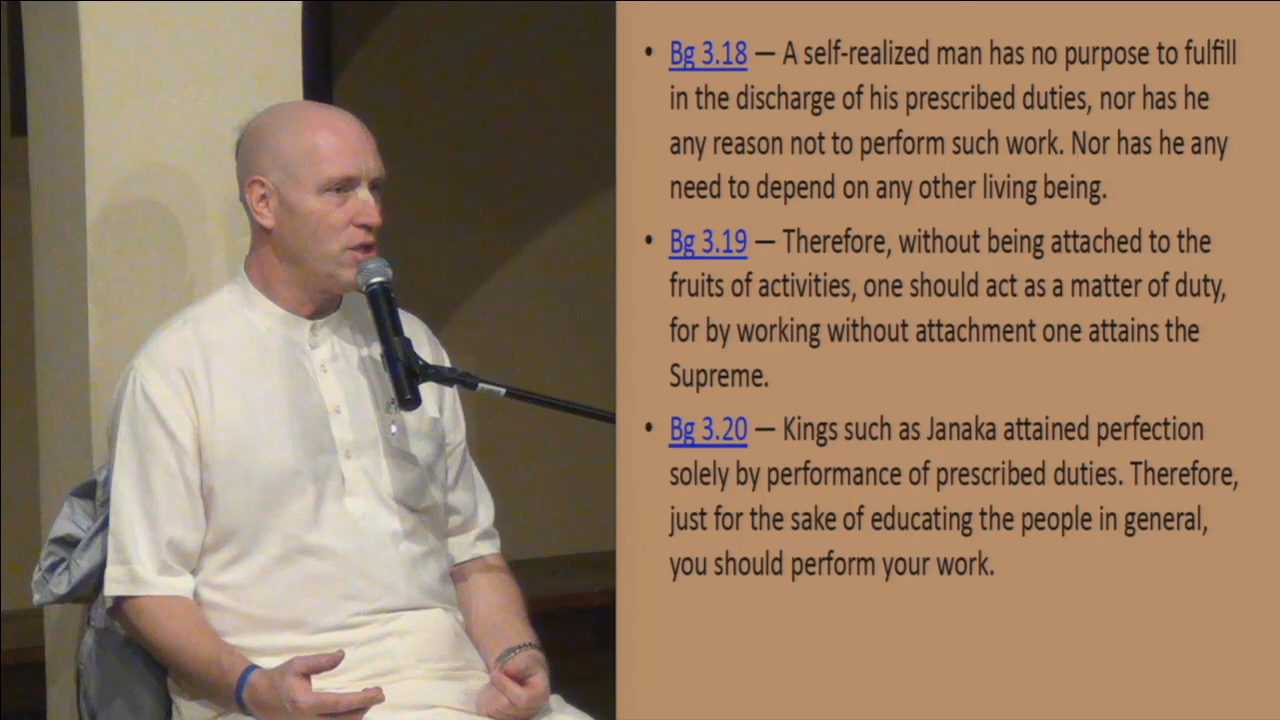 • Bg 3.18 — A self-realized man has no purpose to fulfill
in the discharge of his prescribed duties, nor has he
any reason not to perform such work. Nor has he any
need to depend on any other living being.
• Bg 3.19 — Therefore, without being attached to the
fruits of activities, one should act as a matter of duty,
for by working without attachment one attains the
Supreme.
• Bg 3.20 — Kings such as Janaka attained perfection
solely by performance of prescribed duties. Therefore,
just for the sake of educating the people in general,
you should perform your work.